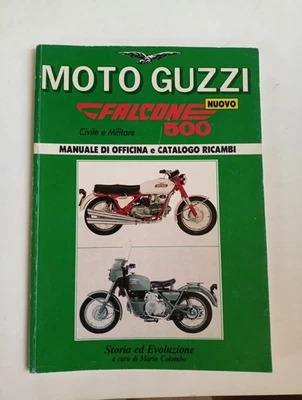 MOTO GUZZI
FALCONE NUOVO
Civile e Militare 500
MANUALE DI OFFICINA e CATALOGO RICAMBI
Storia ed Evoluzione
a cura di Mario Colombo